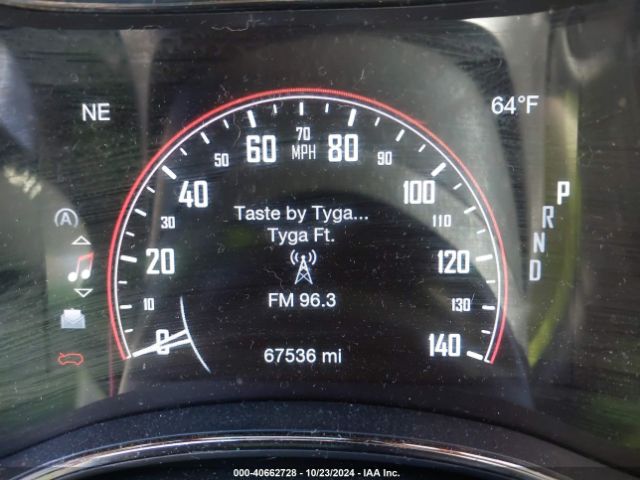 NE
64°F
70
60 MPH 80
50 90
40 100
30 110
20 120
10 130
0 140
Taste by Tyga...
Tyga Ft.
FM 96.3
67536 mi
A
P
R
N
D
000-40662728 - 10/23/2024 - IAA Inc.